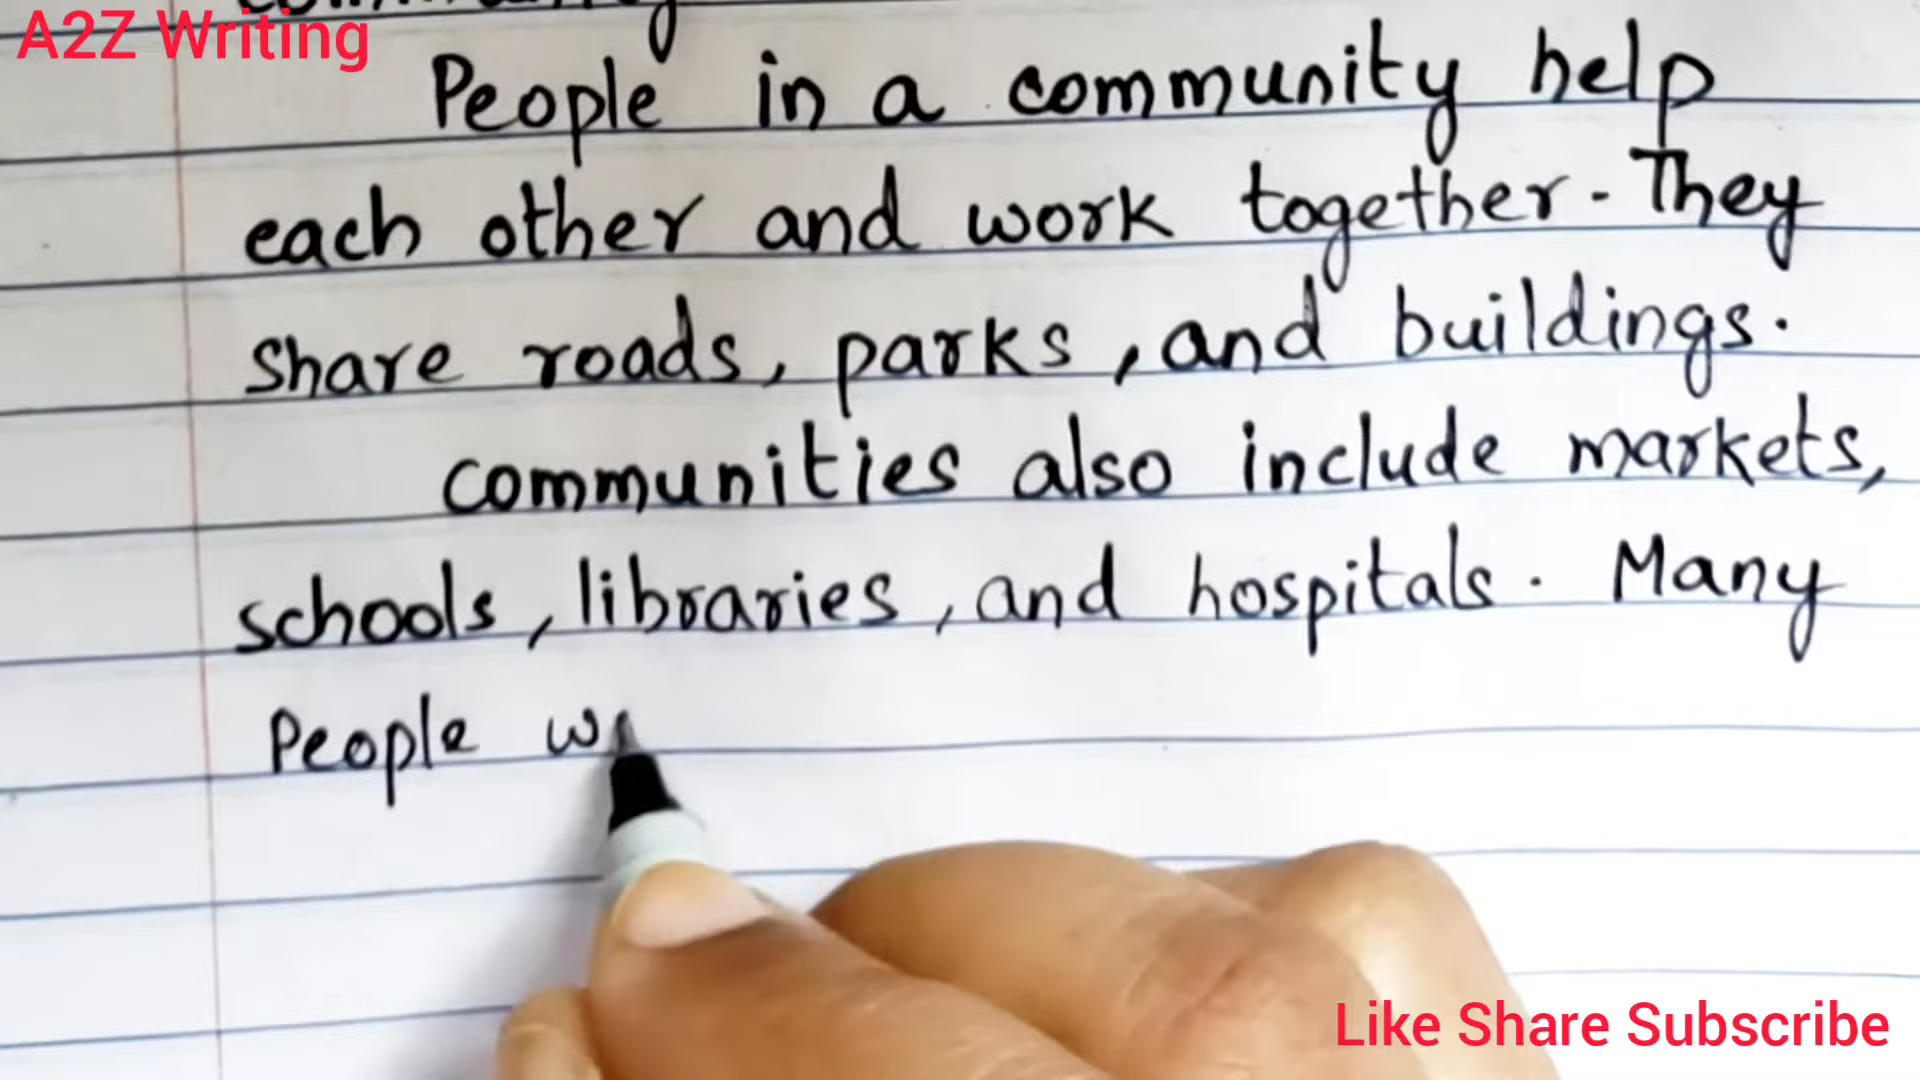 A2Z Writing
People in a community help
each other and work together. They
share roads, parks, and buildings.
communities also include markets,
schools, libraries, and hospitals. Many
People
Like Share Subscribe